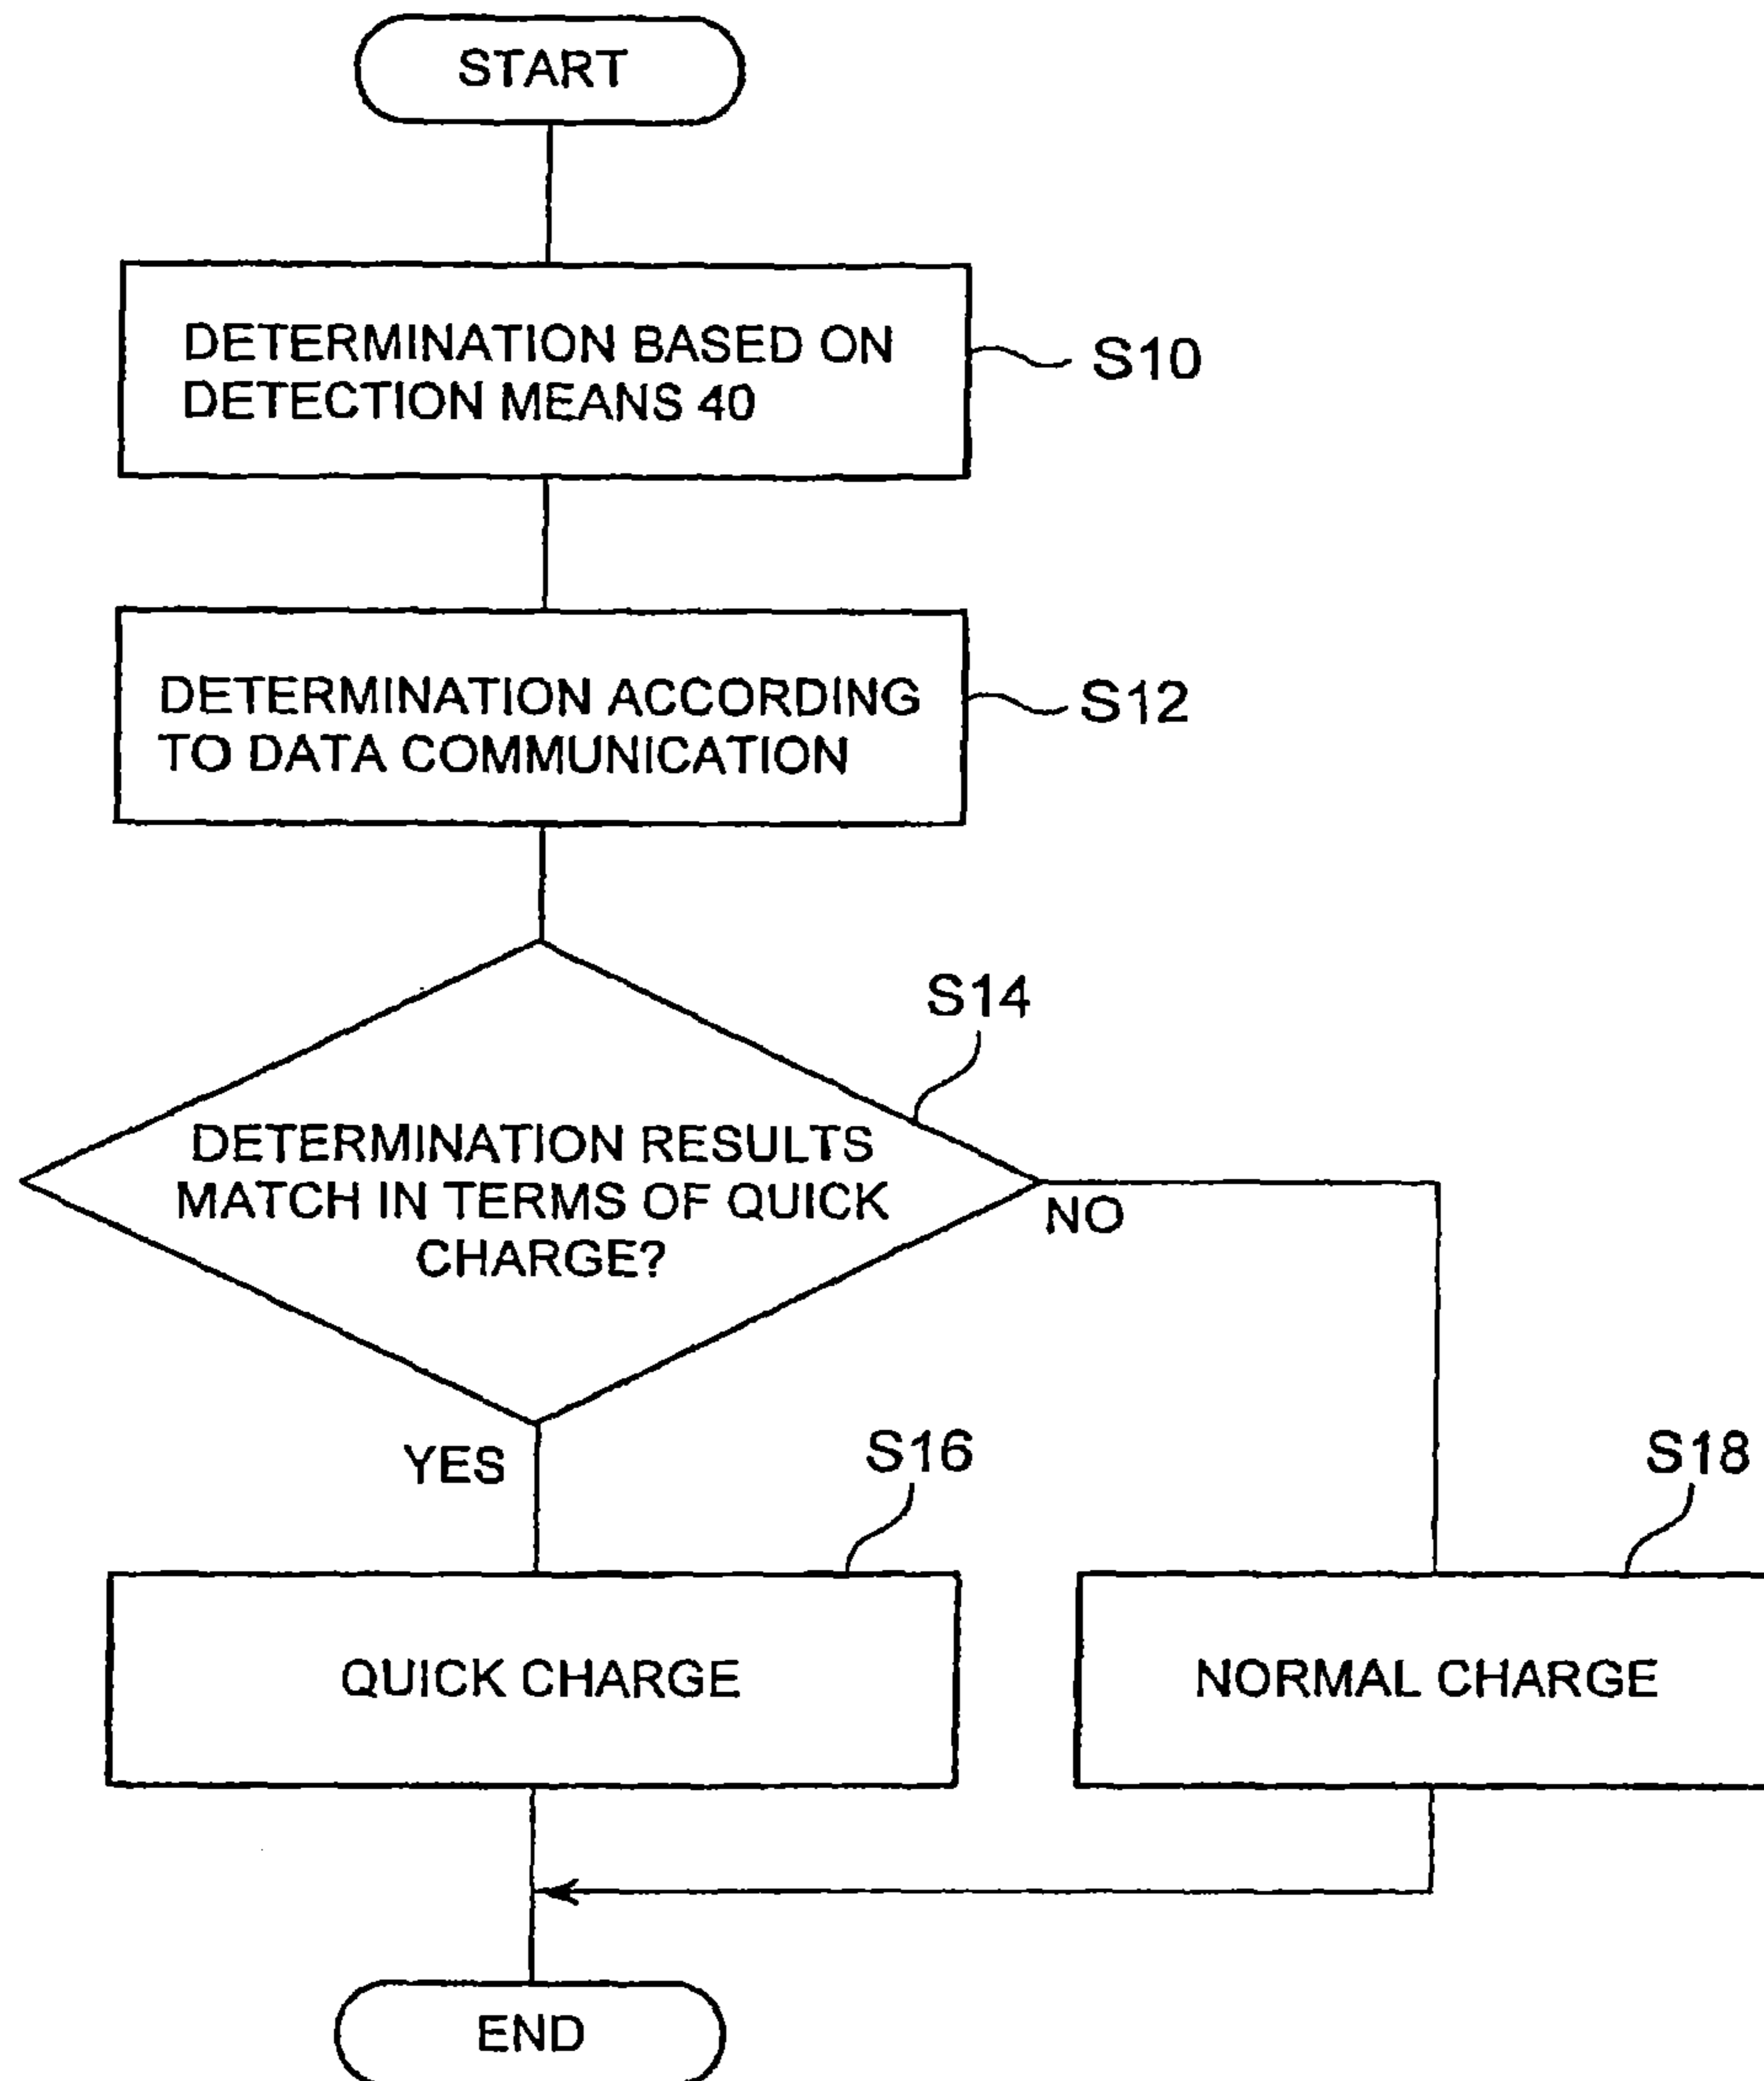 START
DETERMINATION BASED ON
DETECTION MEANS 40
S10
DETERMINATION ACCORDING
TO DATA COMMUNICATION
S12
S14
DETERMINATION RESULTS
MATCH IN TERMS OF QUICK
CHARGE?
NO
YES
S16
S18
QUICK CHARGE
NORMAL CHARGE
END